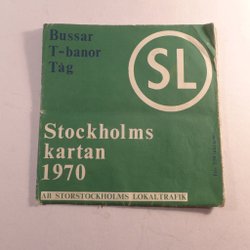 Bussar
T-banor
Tåg
SL
Stockholms
kartan
1970
AB STORSTOCKHOLMS LOKALTRAFIK